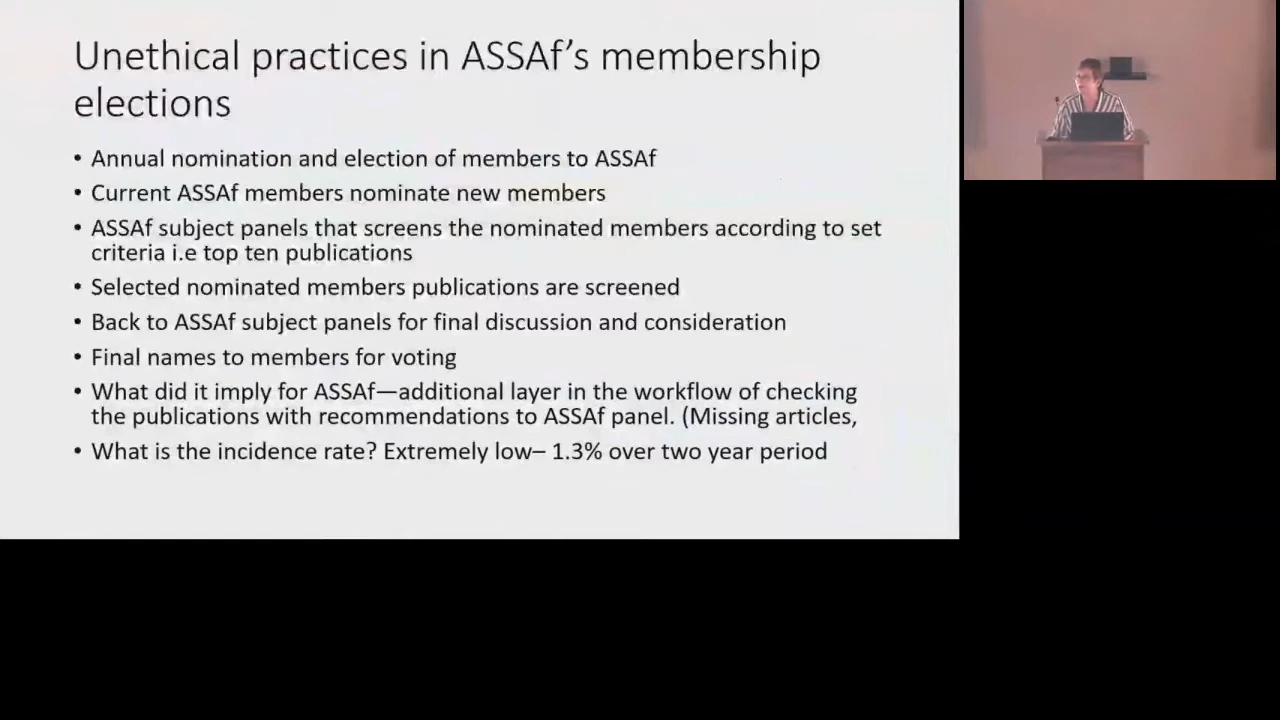 Unethical practices in ASSAf’s membership
elections
• Annual nomination and election of members to ASSAf
• Current ASSAf members nominate new members
• ASSAf subject panels that screens the nominated members according to set
criteria i.e top ten publications
• Selected nominated members publications are screened
• Back to ASSAf subject panels for final discussion and consideration
• Final names to members for voting
• What did it imply for ASSAf—additional layer in the workflow of checking
the publications with recommendations to ASSAf panel. (Missing articles,
• What is the incidence rate? Extremely low– 1.3% over two year period